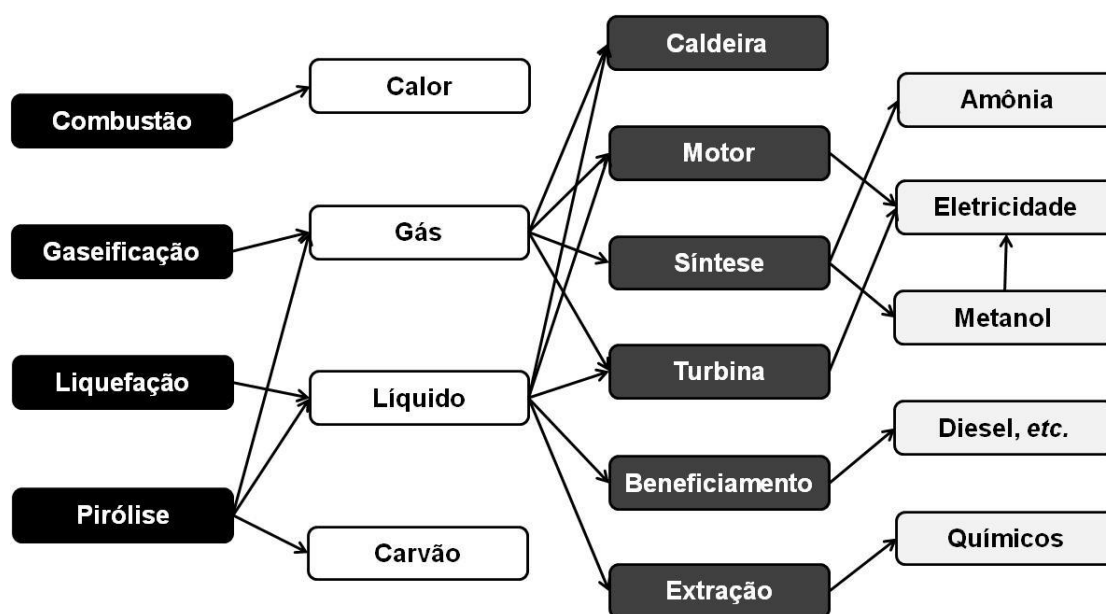 Combustão
Gaseificação
Liquefação
Pirólise
Calor
Gás
Líquido
Carvão
Caldeira
Motor
Síntese
Turbina
Beneficiamento
Extração
Amônia
Eletricidade
Metanol
Diesel, etc.
Químicos